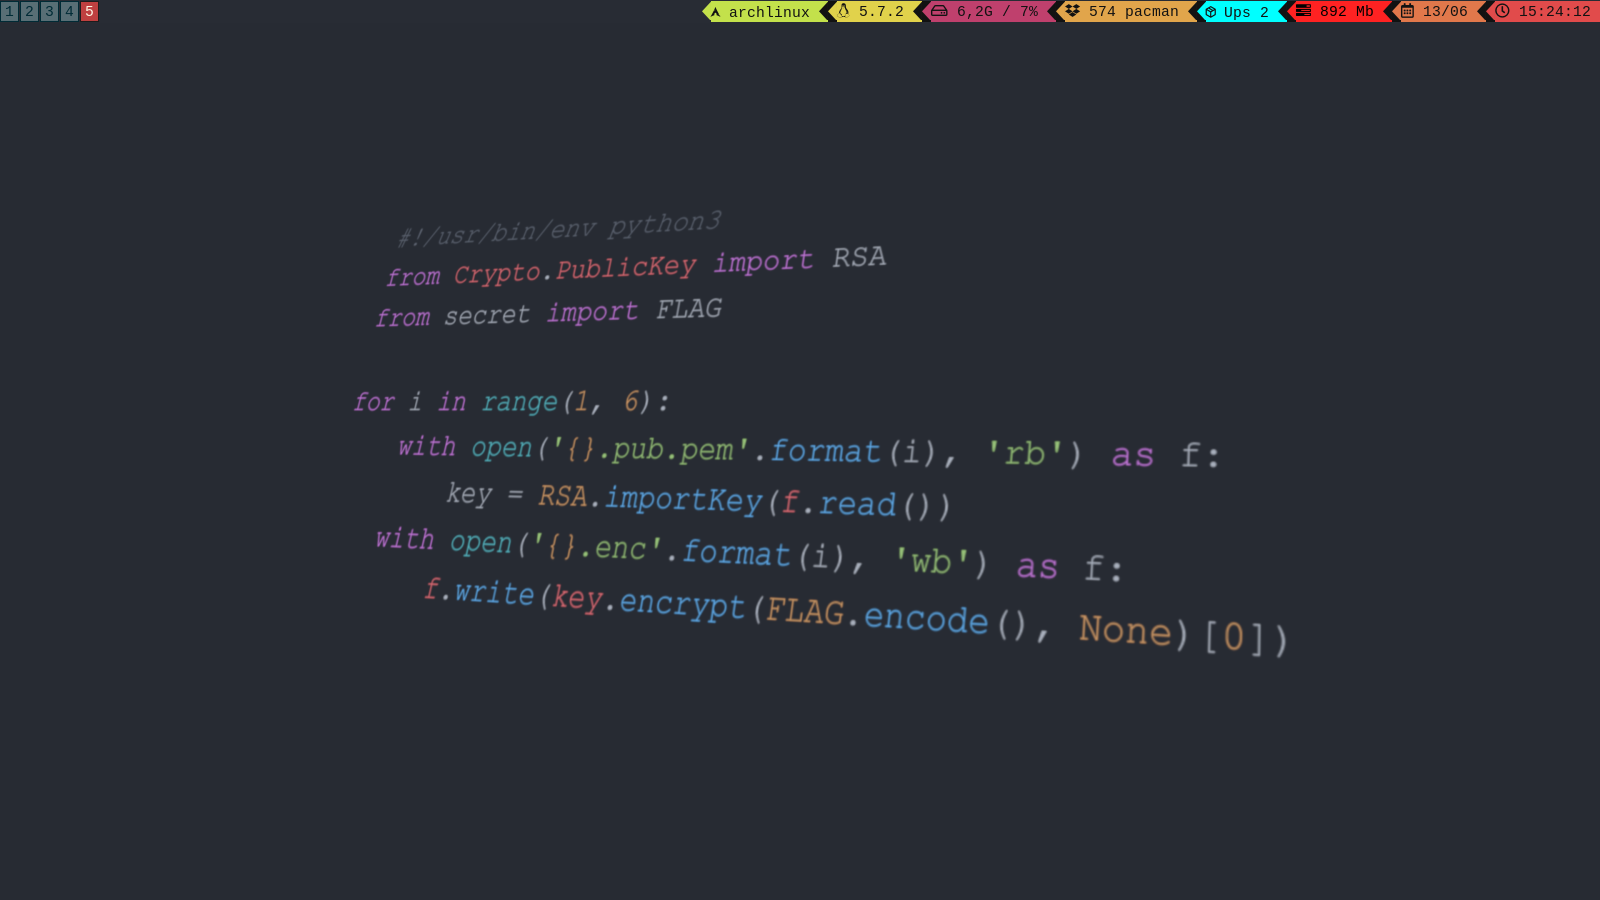 1 2 3 4 5 archlinux 5.7.2 6,2G / 7% 574 pacman Ups 2 892 Mb 13/06 15:24:12
#!/usr/bin/env python3
from Crypto.PublicKey import RSA
from secret import FLAG
for i in range(1, 6):
with open('{}.pub.pem'.format(i), 'rb') as f:
key = RSA.importKey(f.read())
with open('{}.enc'.format(i), 'wb') as f:
f.write(key.encrypt(FLAG.encode(), None)[0])